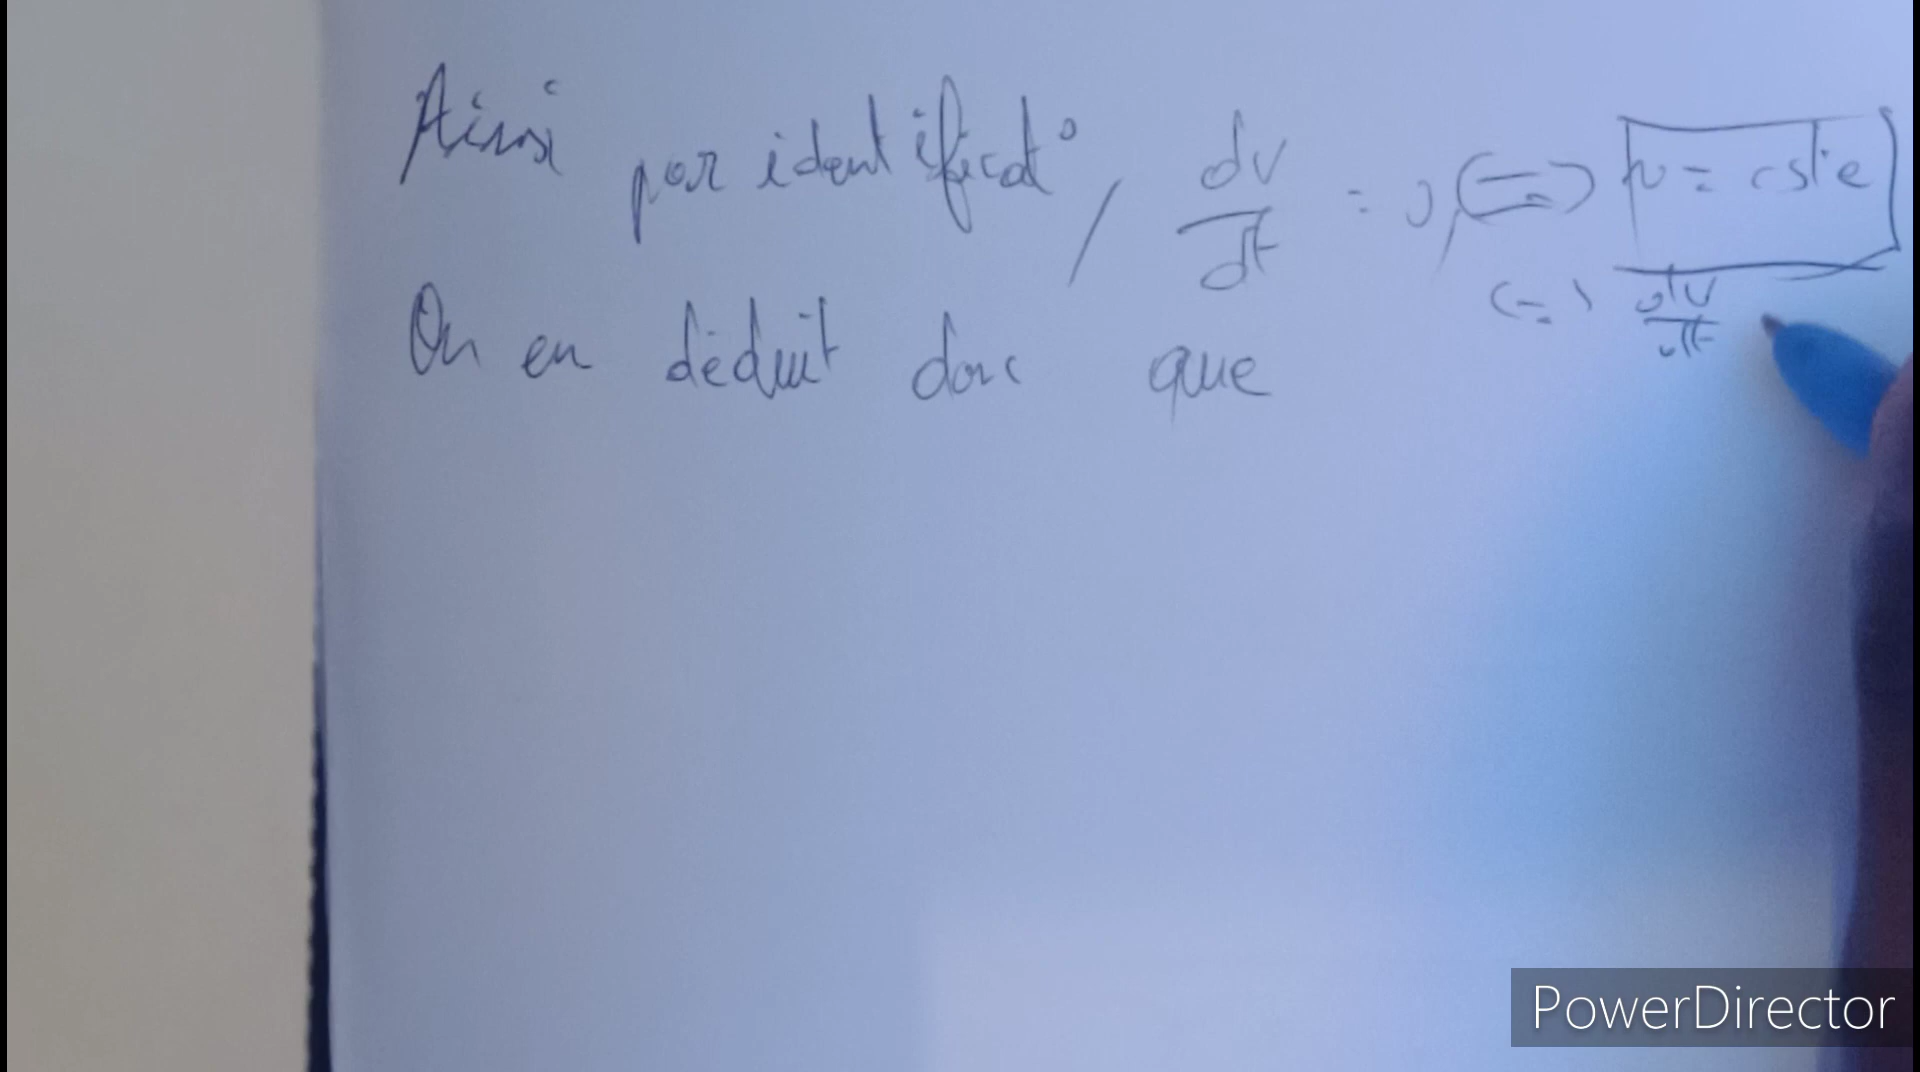 Ainsi par identificat°, dv/dt = 0, (=) v = cste
(=) dv/dt
On en déduit donc que
PowerDirector